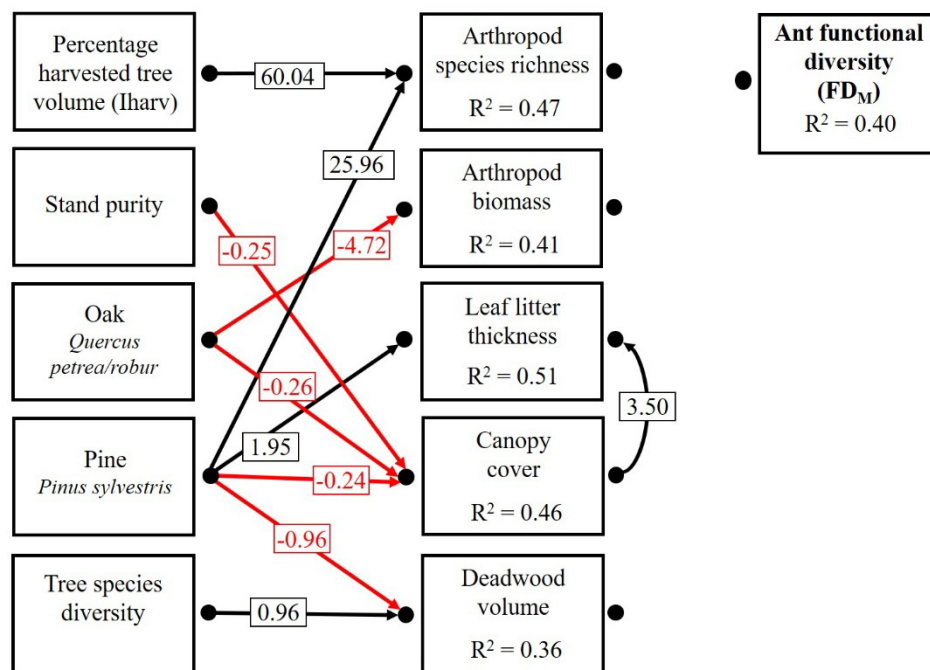 Percentage
harvested tree
volume (Iharv)
60.04
Arthropod
species richness
R² = 0.47
Ant functional
diversity
(FD_M)
R² = 0.40
25.96
Stand purity
-0.25
-4.72
Arthropod
biomass
R² = 0.41
Oak
Quercus
petrea/robur
-0.26
1.95
Leaf litter
thickness
R² = 0.51
3.50
Pine
Pinus sylvestris
-0.24
-0.96
Canopy
cover
R² = 0.46
Tree species
diversity
0.96
Deadwood
volume
R² = 0.36